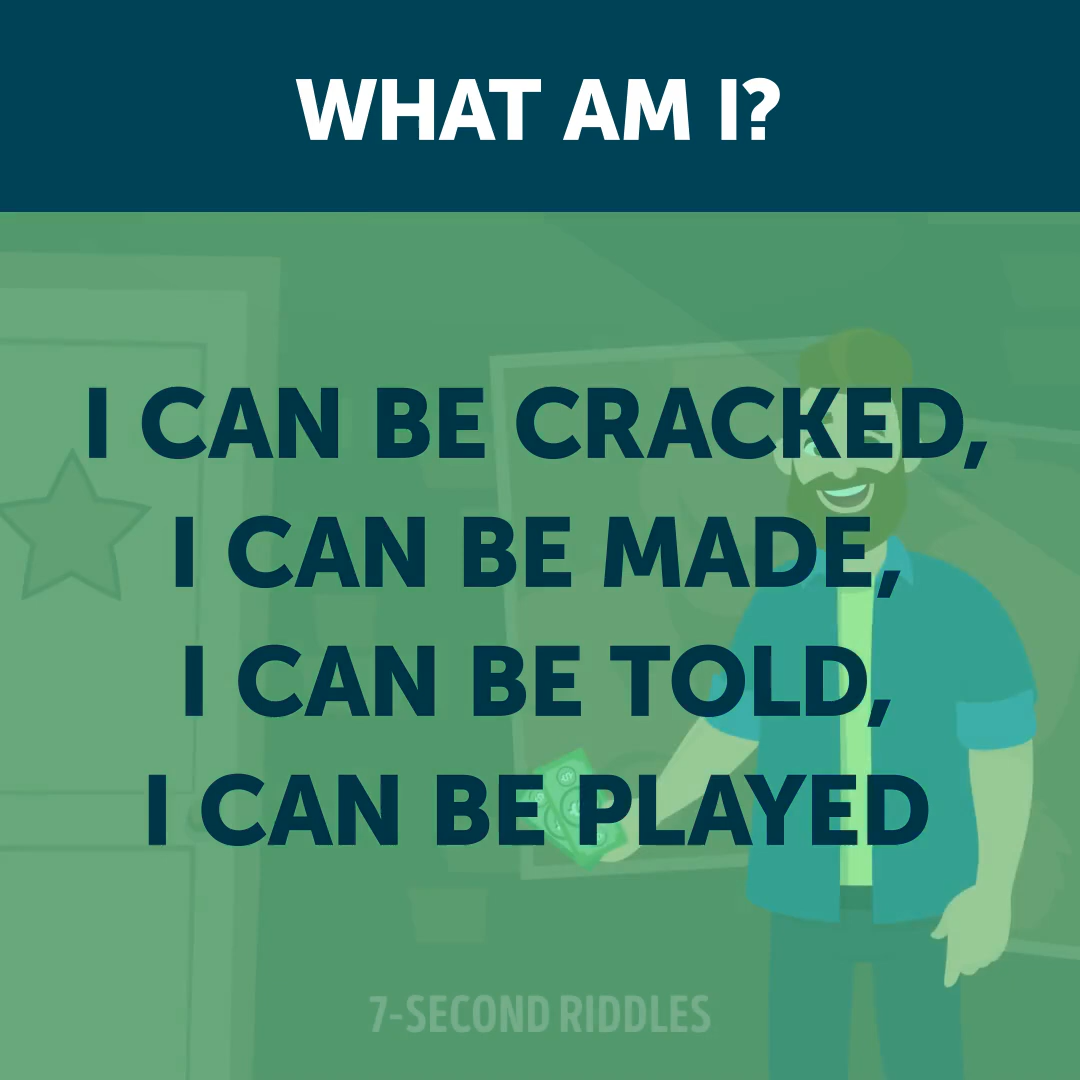 WHAT AM I?
I CAN BE CRACKED,
I CAN BE MADE,
I CAN BE TOLD,
I CAN BE PLAYED
7-SECOND RIDDLES